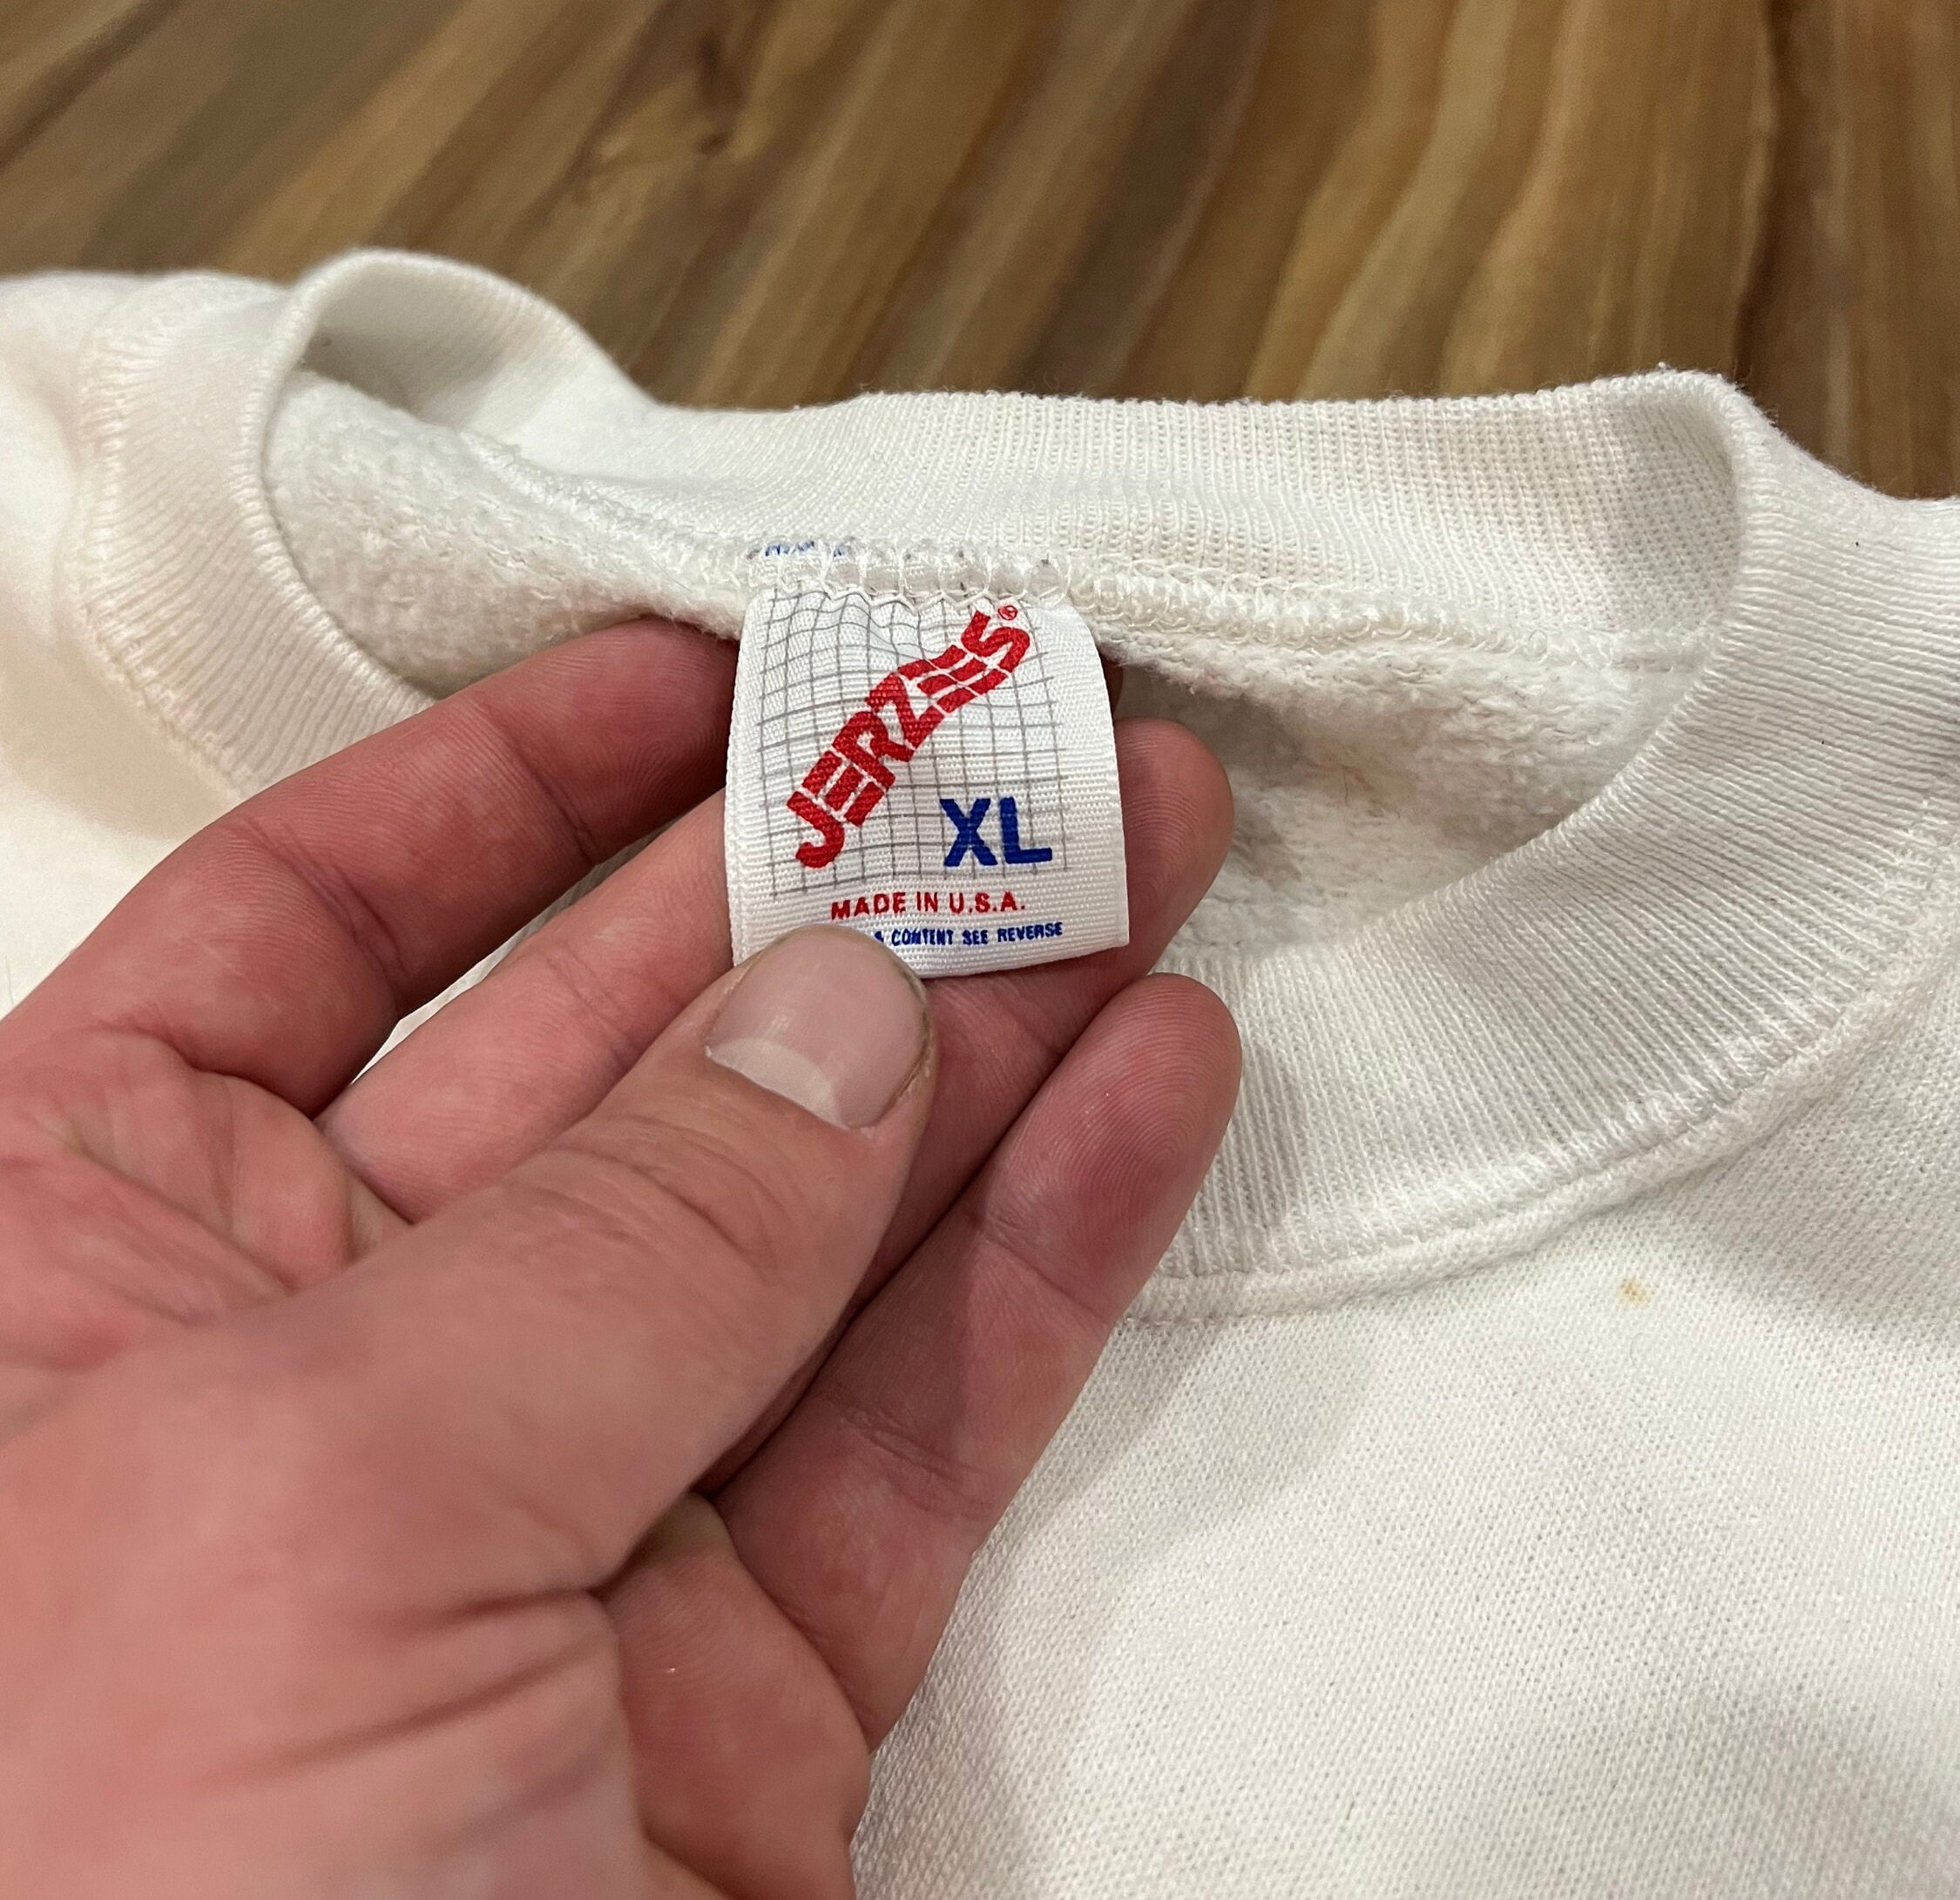 JERZEES®
XL
MADE IN U.S.A.
CONTENT SEE REVERSE